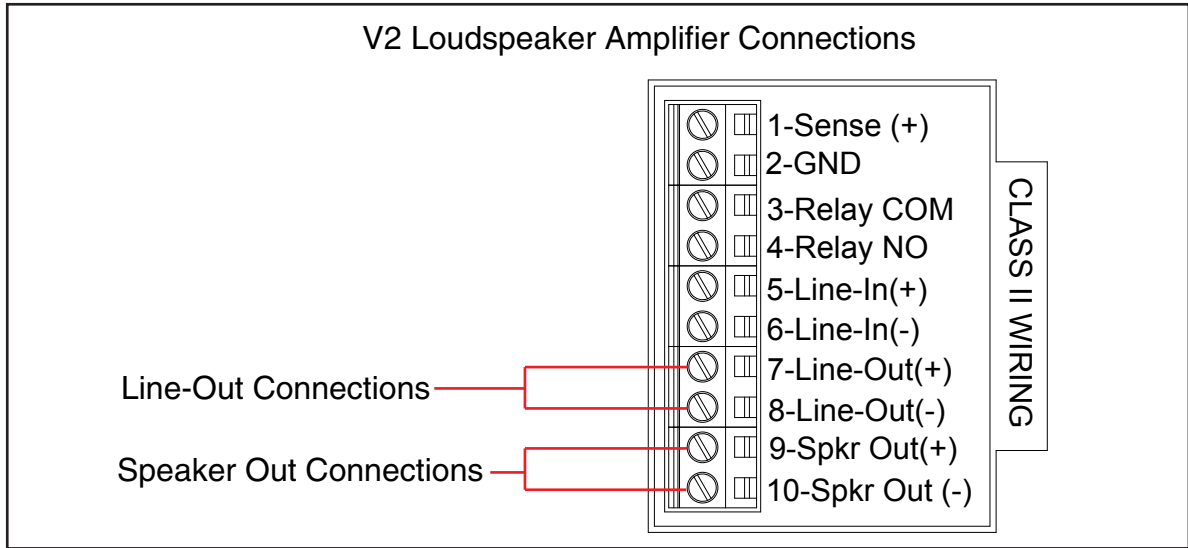 V2 Loudspeaker Amplifier Connections
1-Sense (+)
2-GND
3-Relay COM
4-Relay NO
5-Line-In(+)
6-Line-In(-)
7-Line-Out(+)
8-Line-Out(-)
9-Spkr Out(+)
10-Spkr Out (-)
CLASS II WIRING
Line-Out Connections
Speaker Out Connections